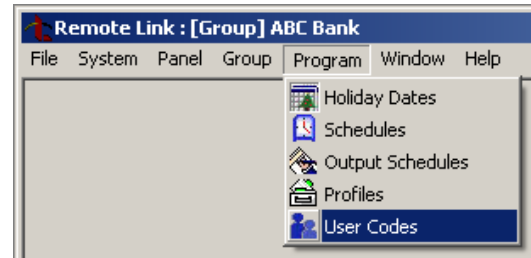 Remote Link : [Group] ABC Bank
File System Panel Group Program Window Help
Holiday Dates
Schedules
Output Schedules
Profiles
User Codes